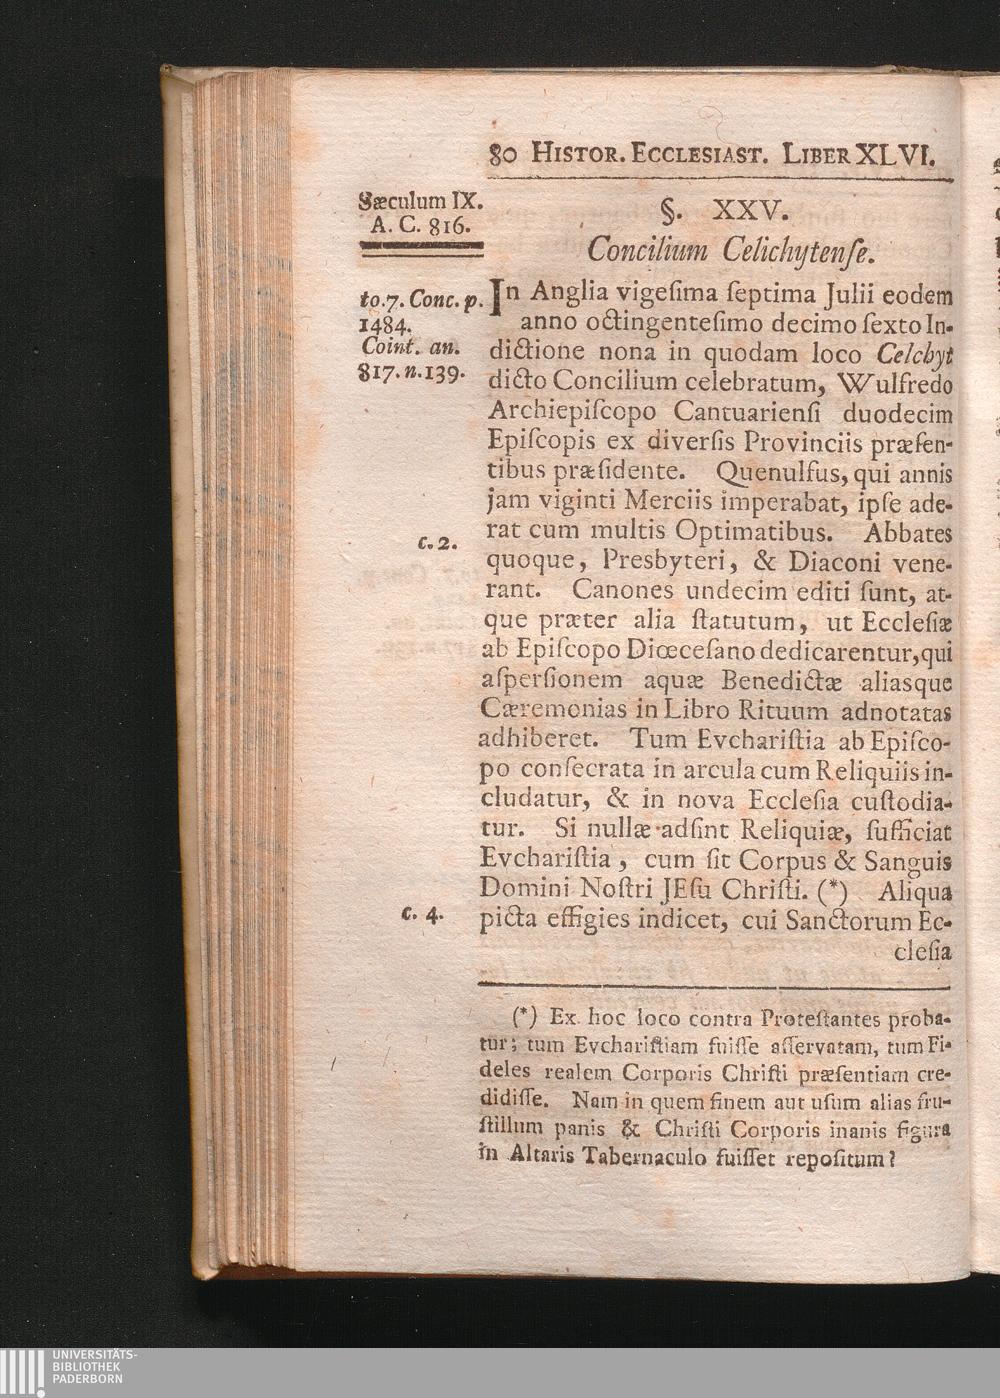 80 HISTOR. ECCLESIAST. LIBER XLVI.
Sæculum IX.
A. C. 816.
§. XXV.
Concilium Celichytenſe.
to.7. Conc. p.
1484.
Coint. an.
817. n. 139.
In Anglia vigeſima ſeptima Julii eodem
anno octingenteſimo decimo ſexto In-
dictione nona in quodam loco Celchyt
dicto Concilium celebratum, Wulfredo
Archiepiſcopo Cantuarienſi duodecim
Epiſcopis ex diverſis Provinciis præſen-
tibus præſidente. Quenulfus, qui annis
jam viginti Merciis imperabat, ipſe ade-
rat cum multis Optimatibus. Abbates
c. 2.
quoque, Presbyteri, & Diaconi vene-
rant. Canones undecim editi ſunt, at-
que præter alia ſtatutum, ut Eccleſiæ
ab Epiſcopo Diœceſano dedicarentur, qui
aſperſionem aquæ Benedictæ aliasque
Cæremonias in Libro Rituum adnotatas
adhiberet. Tum Evchariſtia ab Epiſco-
po conſecrata in arcula cum Reliquiis in-
cludatur, & in nova Eccleſia cuſtodia-
tur. Si nullæ adſint Reliquiæ, ſufficiat
Evchariſtia, cum ſit Corpus & Sanguis
Domini Noſtri JEſu Chriſti. (*) Aliqua
c. 4.
picta effigies indicet, cui Sanctorum Ec-
cleſia
(*) Ex hoc loco contra Proteſtantes proba-
tur; tum Evchariſtiam fuiſſe aſſervatam, tum Fi-
deles realem Corporis Chriſti præſentiam cre-
didiſſe. Nam in quem finem aut uſum alias fru-
ſtillum panis & Chriſti Corporis inanis figura
in Altaris Tabernaculo fuiſſet repoſitum?
UNIVERSITÄTS-
BIBLIOTHEK
PADERBORN